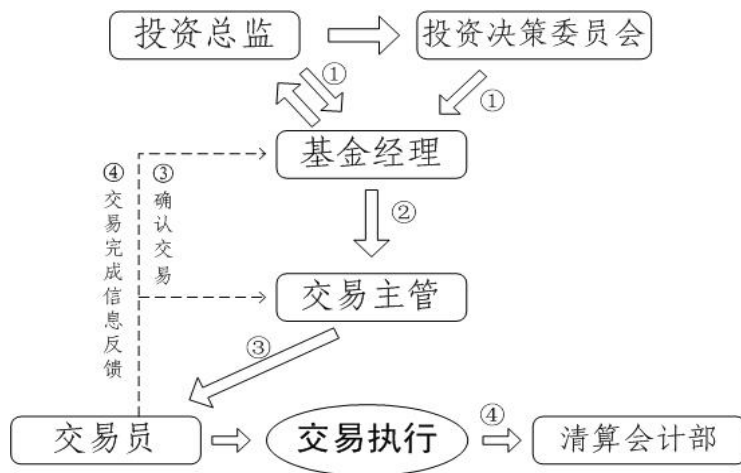 投资总监
投资决策委员会
①
①
基金经理
④交易完成信息反馈
③确认交易
②
交易主管
③
交易员
交易执行
④
清算会计部